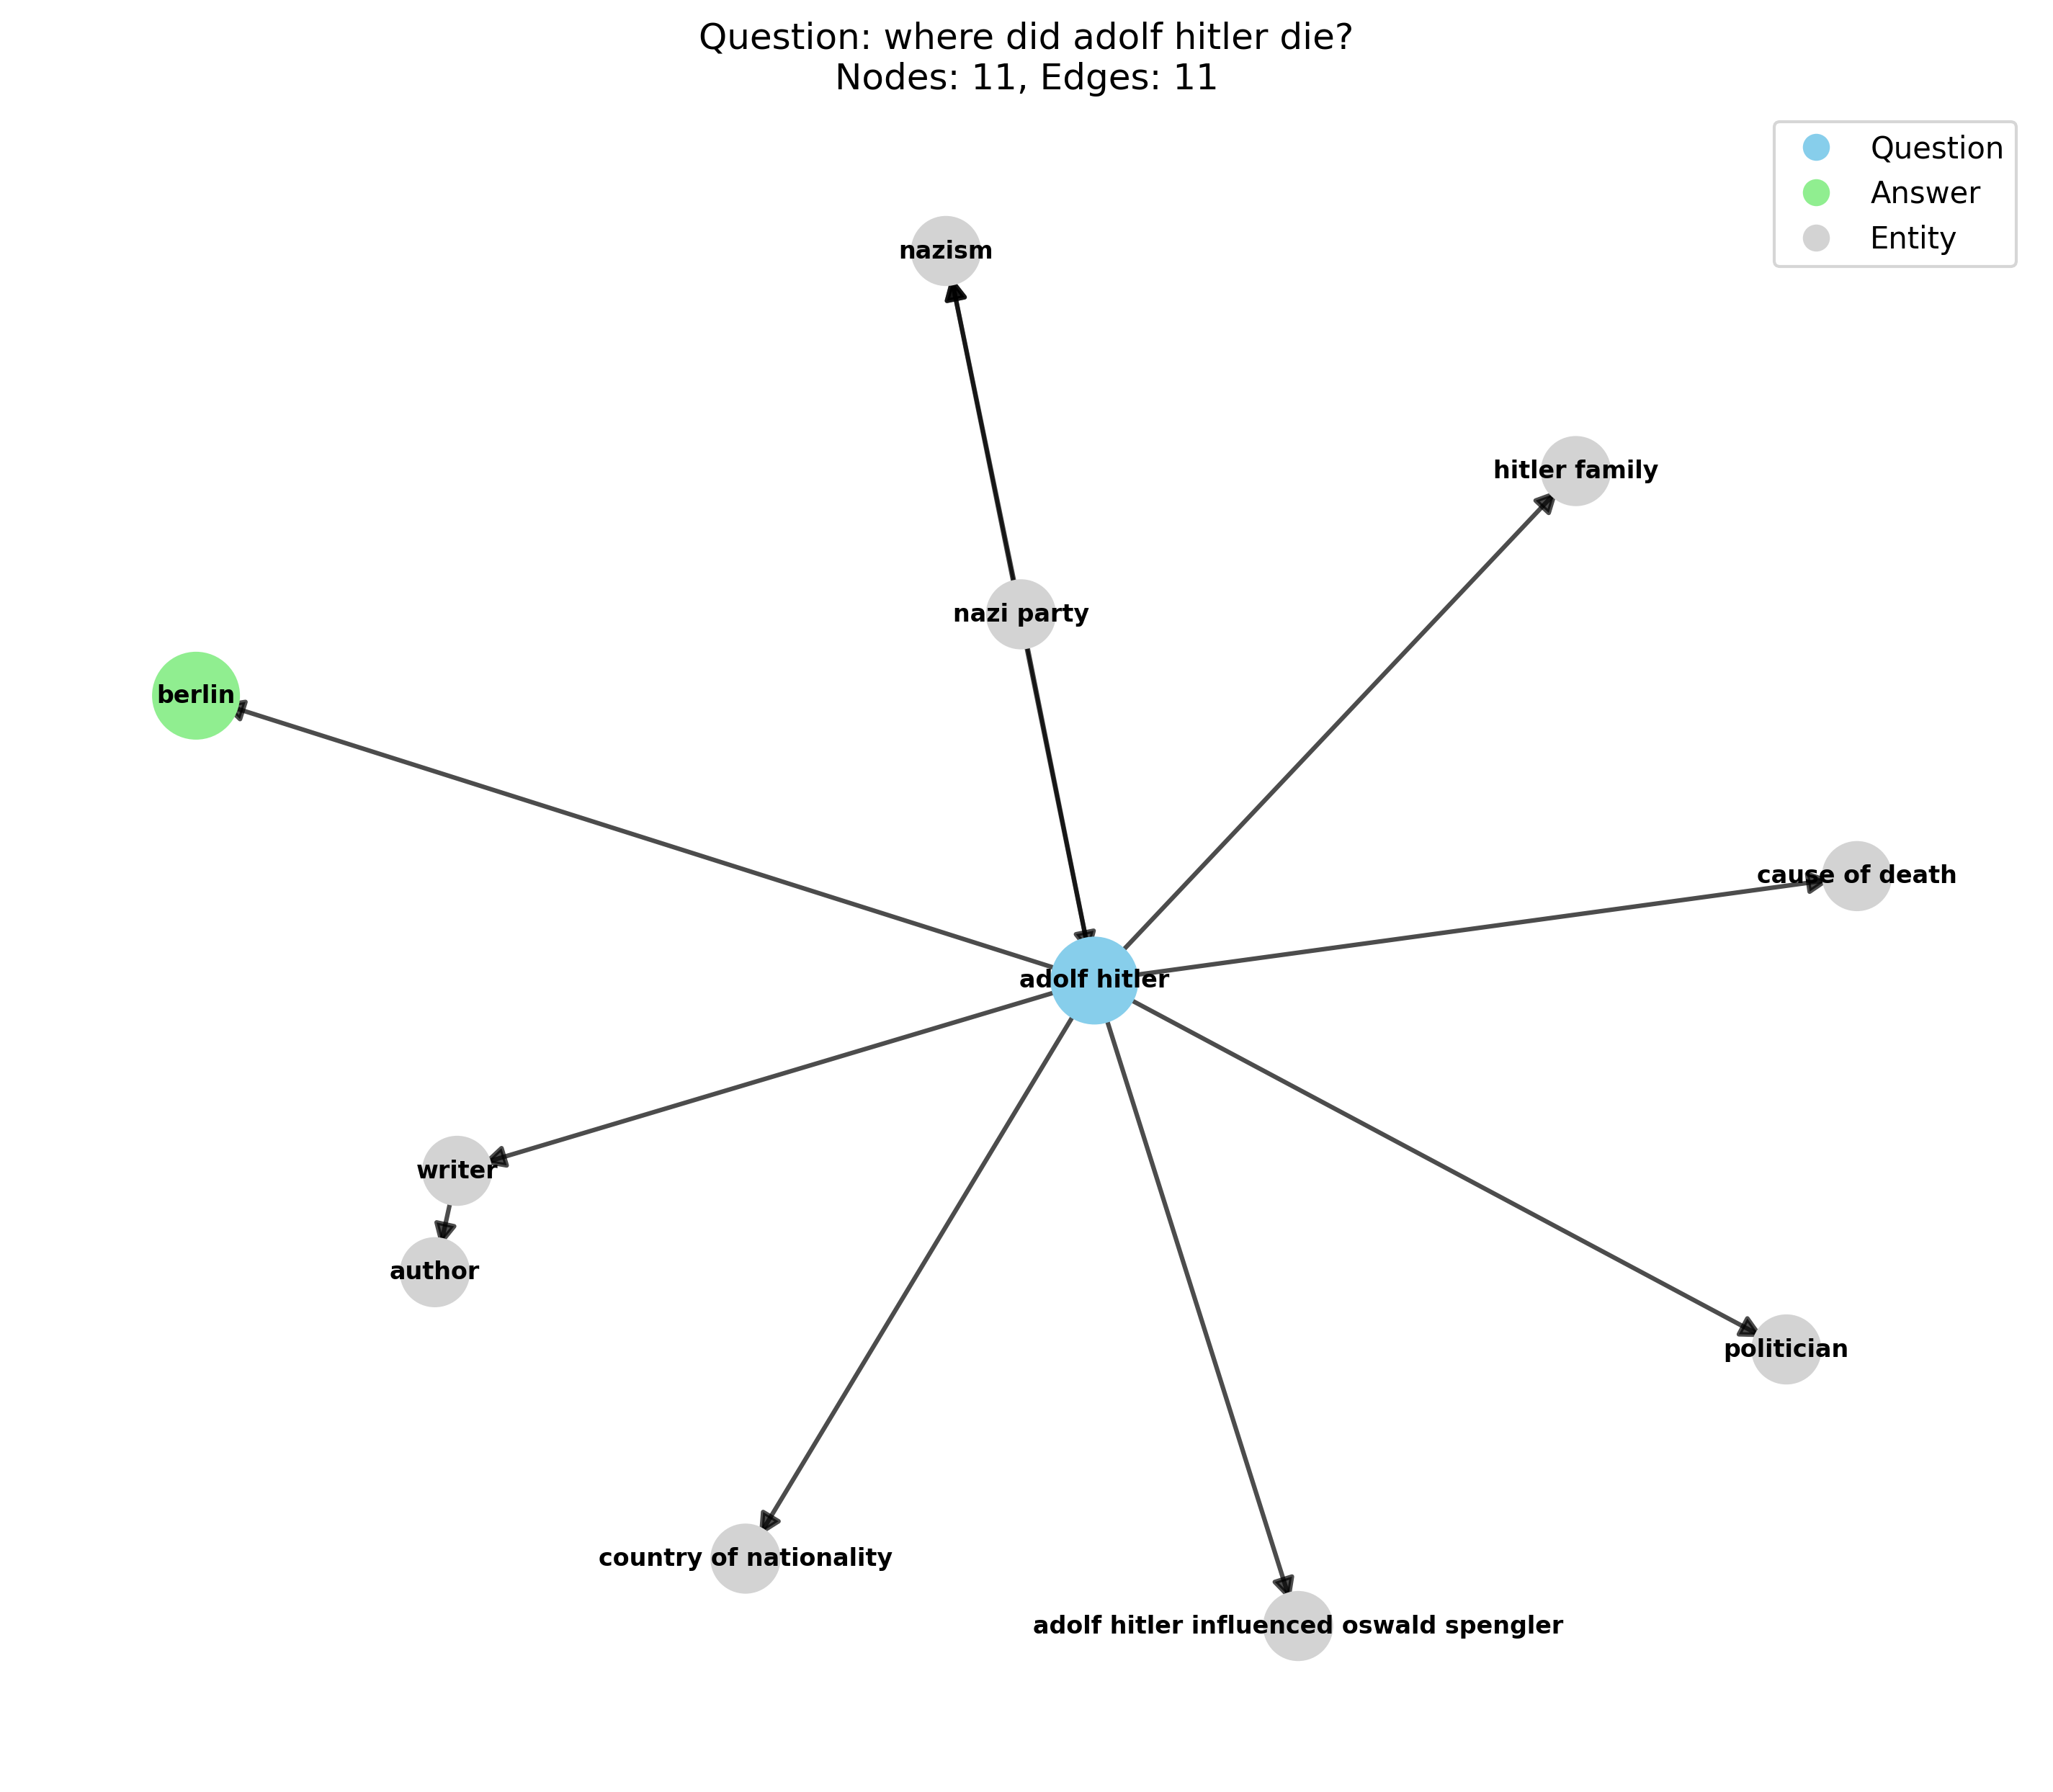 Question: where did adolf hitler die?
Nodes: 11, Edges: 11
Question
Answer
Entity
nazism
hitler family
nazi party
berlin
cause of death
adolf hitler
writer
author
politician
country of nationality
adolf hitler influenced oswald spengler